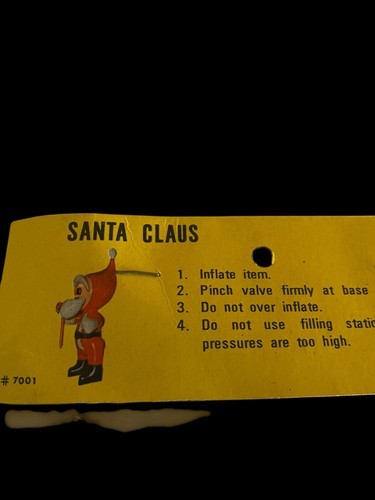 SANTA CLAUS
1. Inflate item.
2. Pinch valve firmly at base
3. Do not over inflate.
4. Do not use filling
pressures are too high.
# 7001